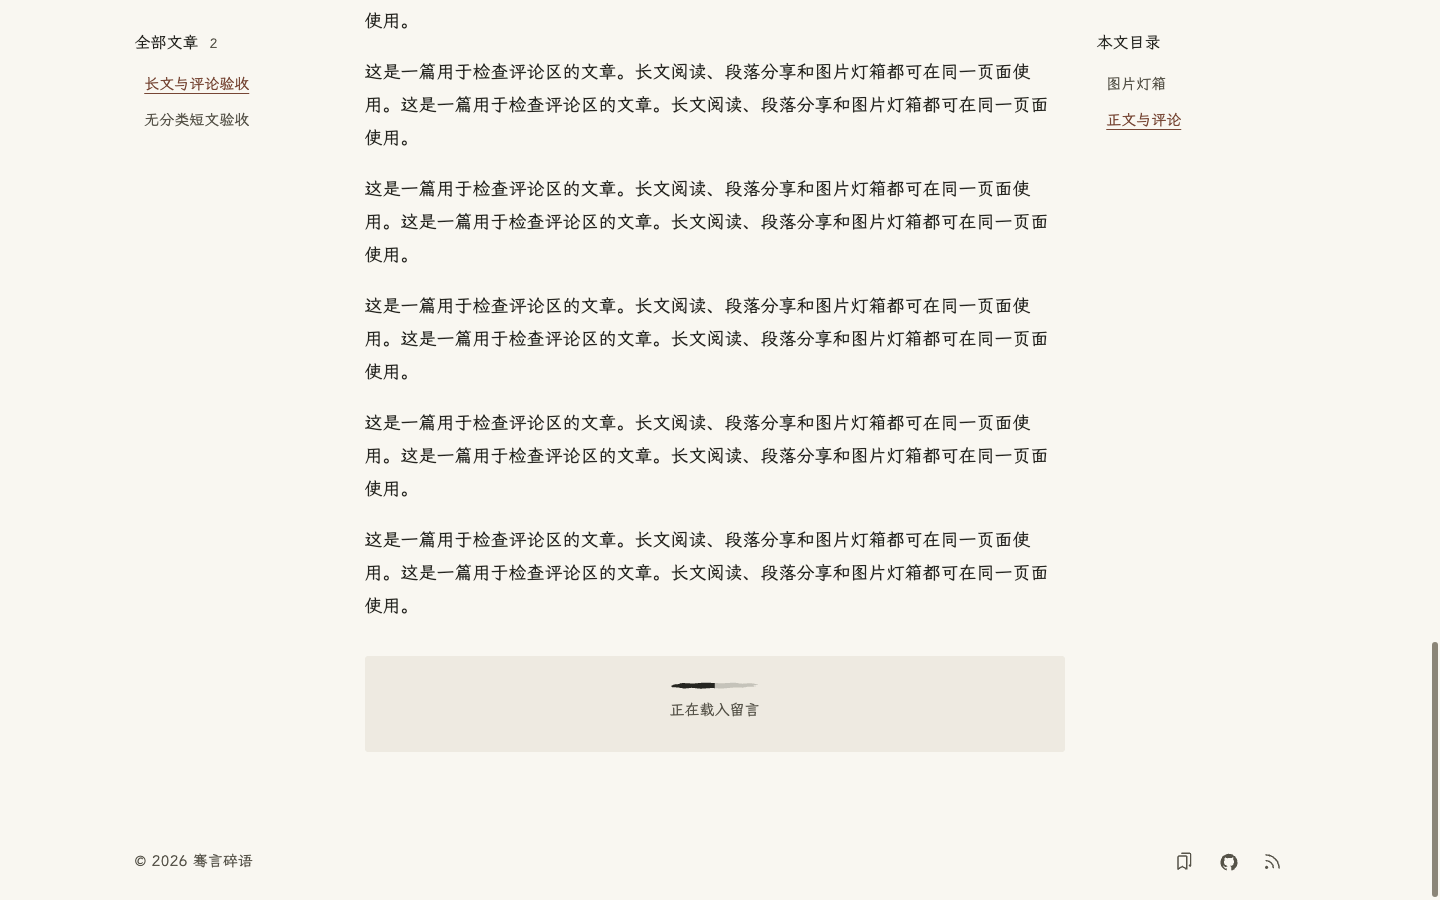 全部文章 2
长文与评论验收
无分类短文验收
使用。
这是一篇用于检查评论区的文章。长文阅读、段落分享和图片灯箱都可在同一页面使
用。这是一篇用于检查评论区的文章。长文阅读、段落分享和图片灯箱都可在同一页面
使用。
这是一篇用于检查评论区的文章。长文阅读、段落分享和图片灯箱都可在同一页面使
用。这是一篇用于检查评论区的文章。长文阅读、段落分享和图片灯箱都可在同一页面
使用。
这是一篇用于检查评论区的文章。长文阅读、段落分享和图片灯箱都可在同一页面使
用。这是一篇用于检查评论区的文章。长文阅读、段落分享和图片灯箱都可在同一页面
使用。
这是一篇用于检查评论区的文章。长文阅读、段落分享和图片灯箱都可在同一页面使
用。这是一篇用于检查评论区的文章。长文阅读、段落分享和图片灯箱都可在同一页面
使用。
这是一篇用于检查评论区的文章。长文阅读、段落分享和图片灯箱都可在同一页面使
用。这是一篇用于检查评论区的文章。长文阅读、段落分享和图片灯箱都可在同一页面
使用。
正在载入留言
本文目录
图片灯箱
正文与评论
© 2026 骞言碎语